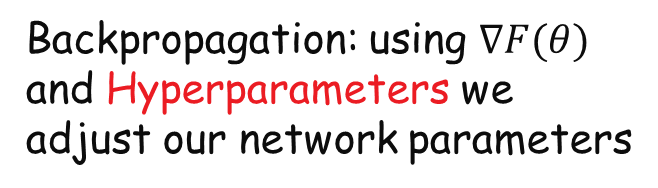 Backpropagation: using ∇𝐹(𝜃)
and Hyperparameters we
adjust our network parameters